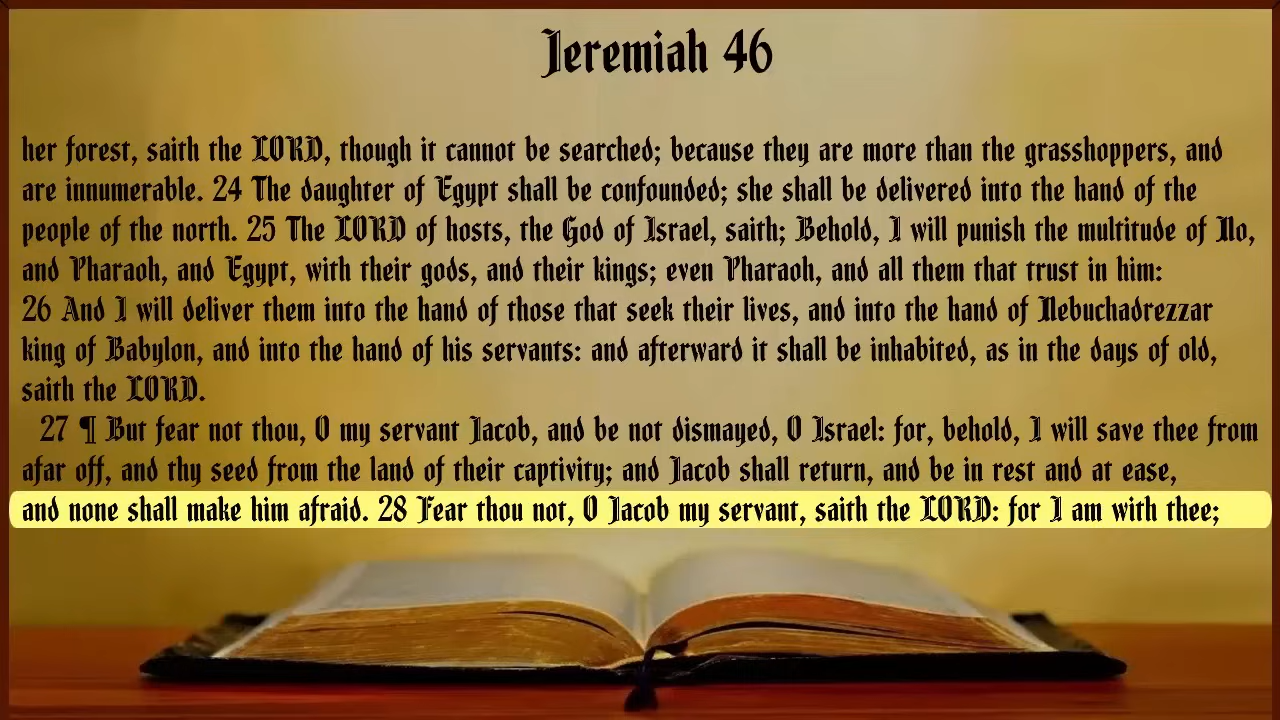 Jeremiah 46
her forest, saith the LORD, though it cannot be searched; because they are more than the grasshoppers, and
are innumerable. 24 The daughter of Egypt shall be confounded; she shall be delivered into the hand of the
people of the north. 25 The LORD of hosts, the God of Israel, saith; Behold, I will punish the multitude of No,
and Pharaoh, and Egypt, with their gods, and their kings; even Pharaoh, and all them that trust in him:
26 And I will deliver them into the hand of those that seek their lives, and into the hand of Nebuchadrezzar
king of Babylon, and into the hand of his servants: and afterward it shall be inhabited, as in the days of old,
saith the LORD.
27 ¶ But fear not thou, O my servant Jacob, and be not dismayed, O Israel: for, behold, I will save thee from
afar off, and thy seed from the land of their captivity; and Jacob shall return, and be in rest and at ease,
and none shall make him afraid. 28 Fear thou not, O Jacob my servant, saith the LORD: for I am with thee;